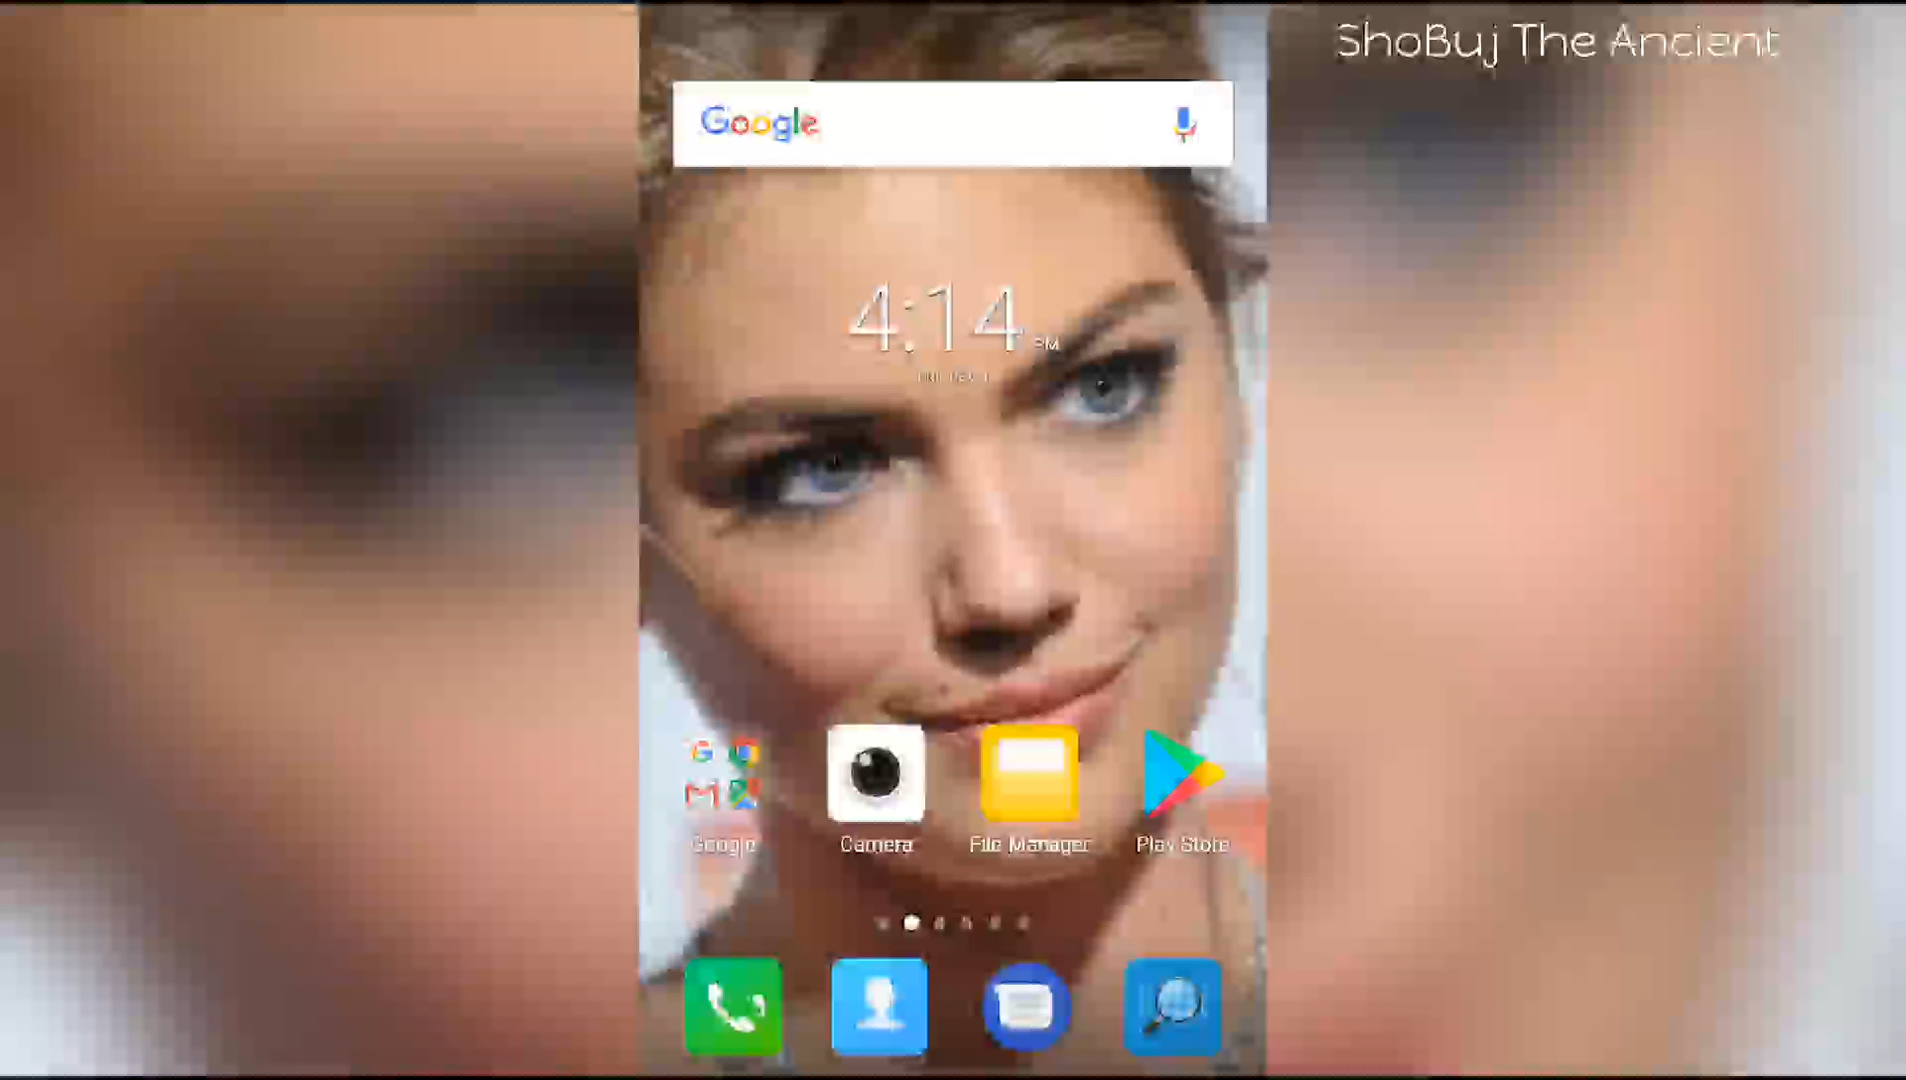 ShoBuj The Ancient
Google
4:14 PM
Google
Camera
File Manager
Play Store